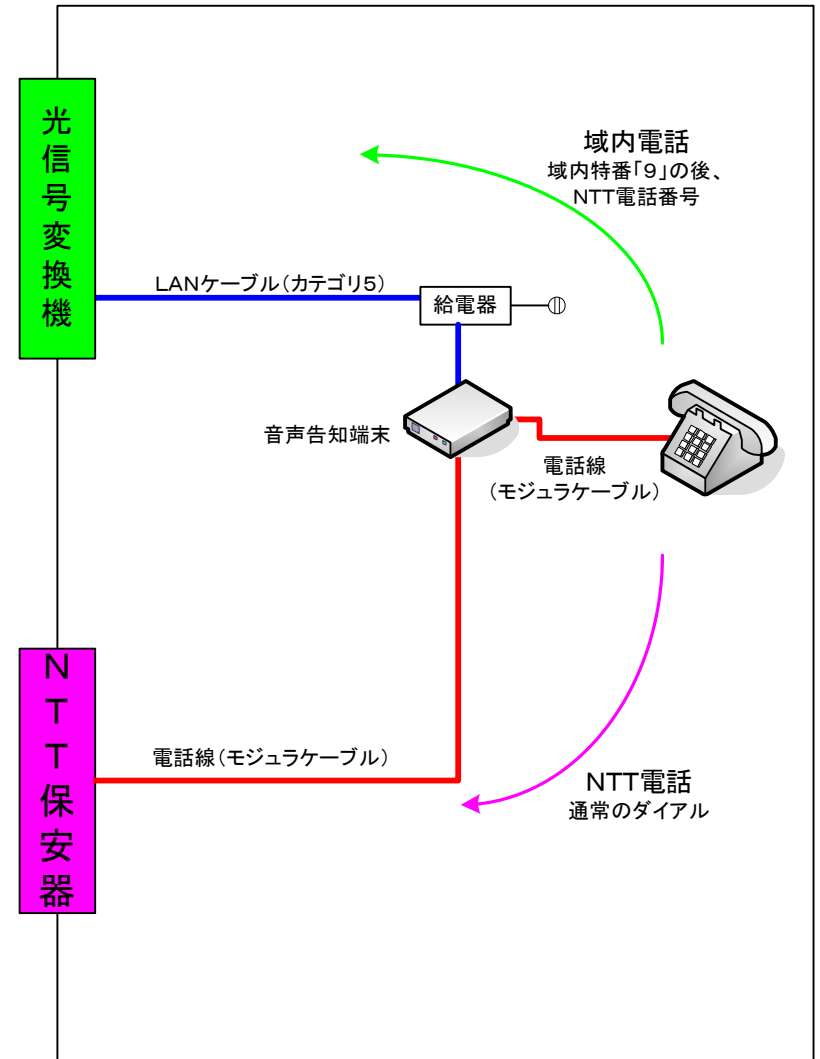 光信号変換機
域内電話
域内特番「9」の後、
NTT電話番号
LANケーブル(カテゴリ5)
給電器
音声告知端末
電話線
(モジュラケーブル)
NTT保安器
電話線(モジュラケーブル)
NTT電話
通常のダイアル